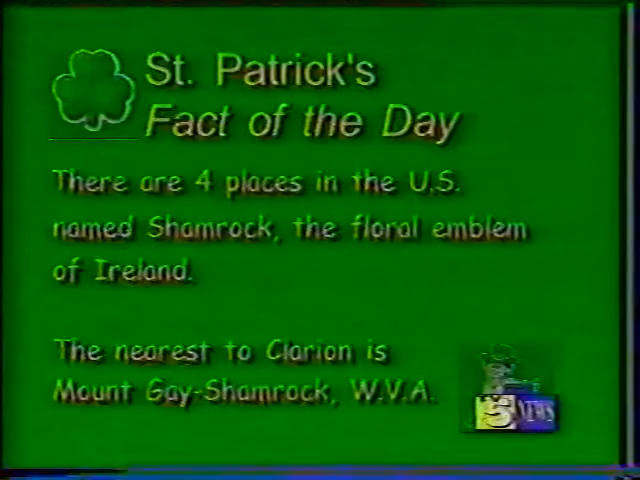 St. Patrick's
Fact of the Day
There are 4 places in the U.S.
named Shamrock, the floral emblem
of Ireland.
The nearest to Clarion is
Mount Gay-Shamrock, W.V.A.
5 NEWS